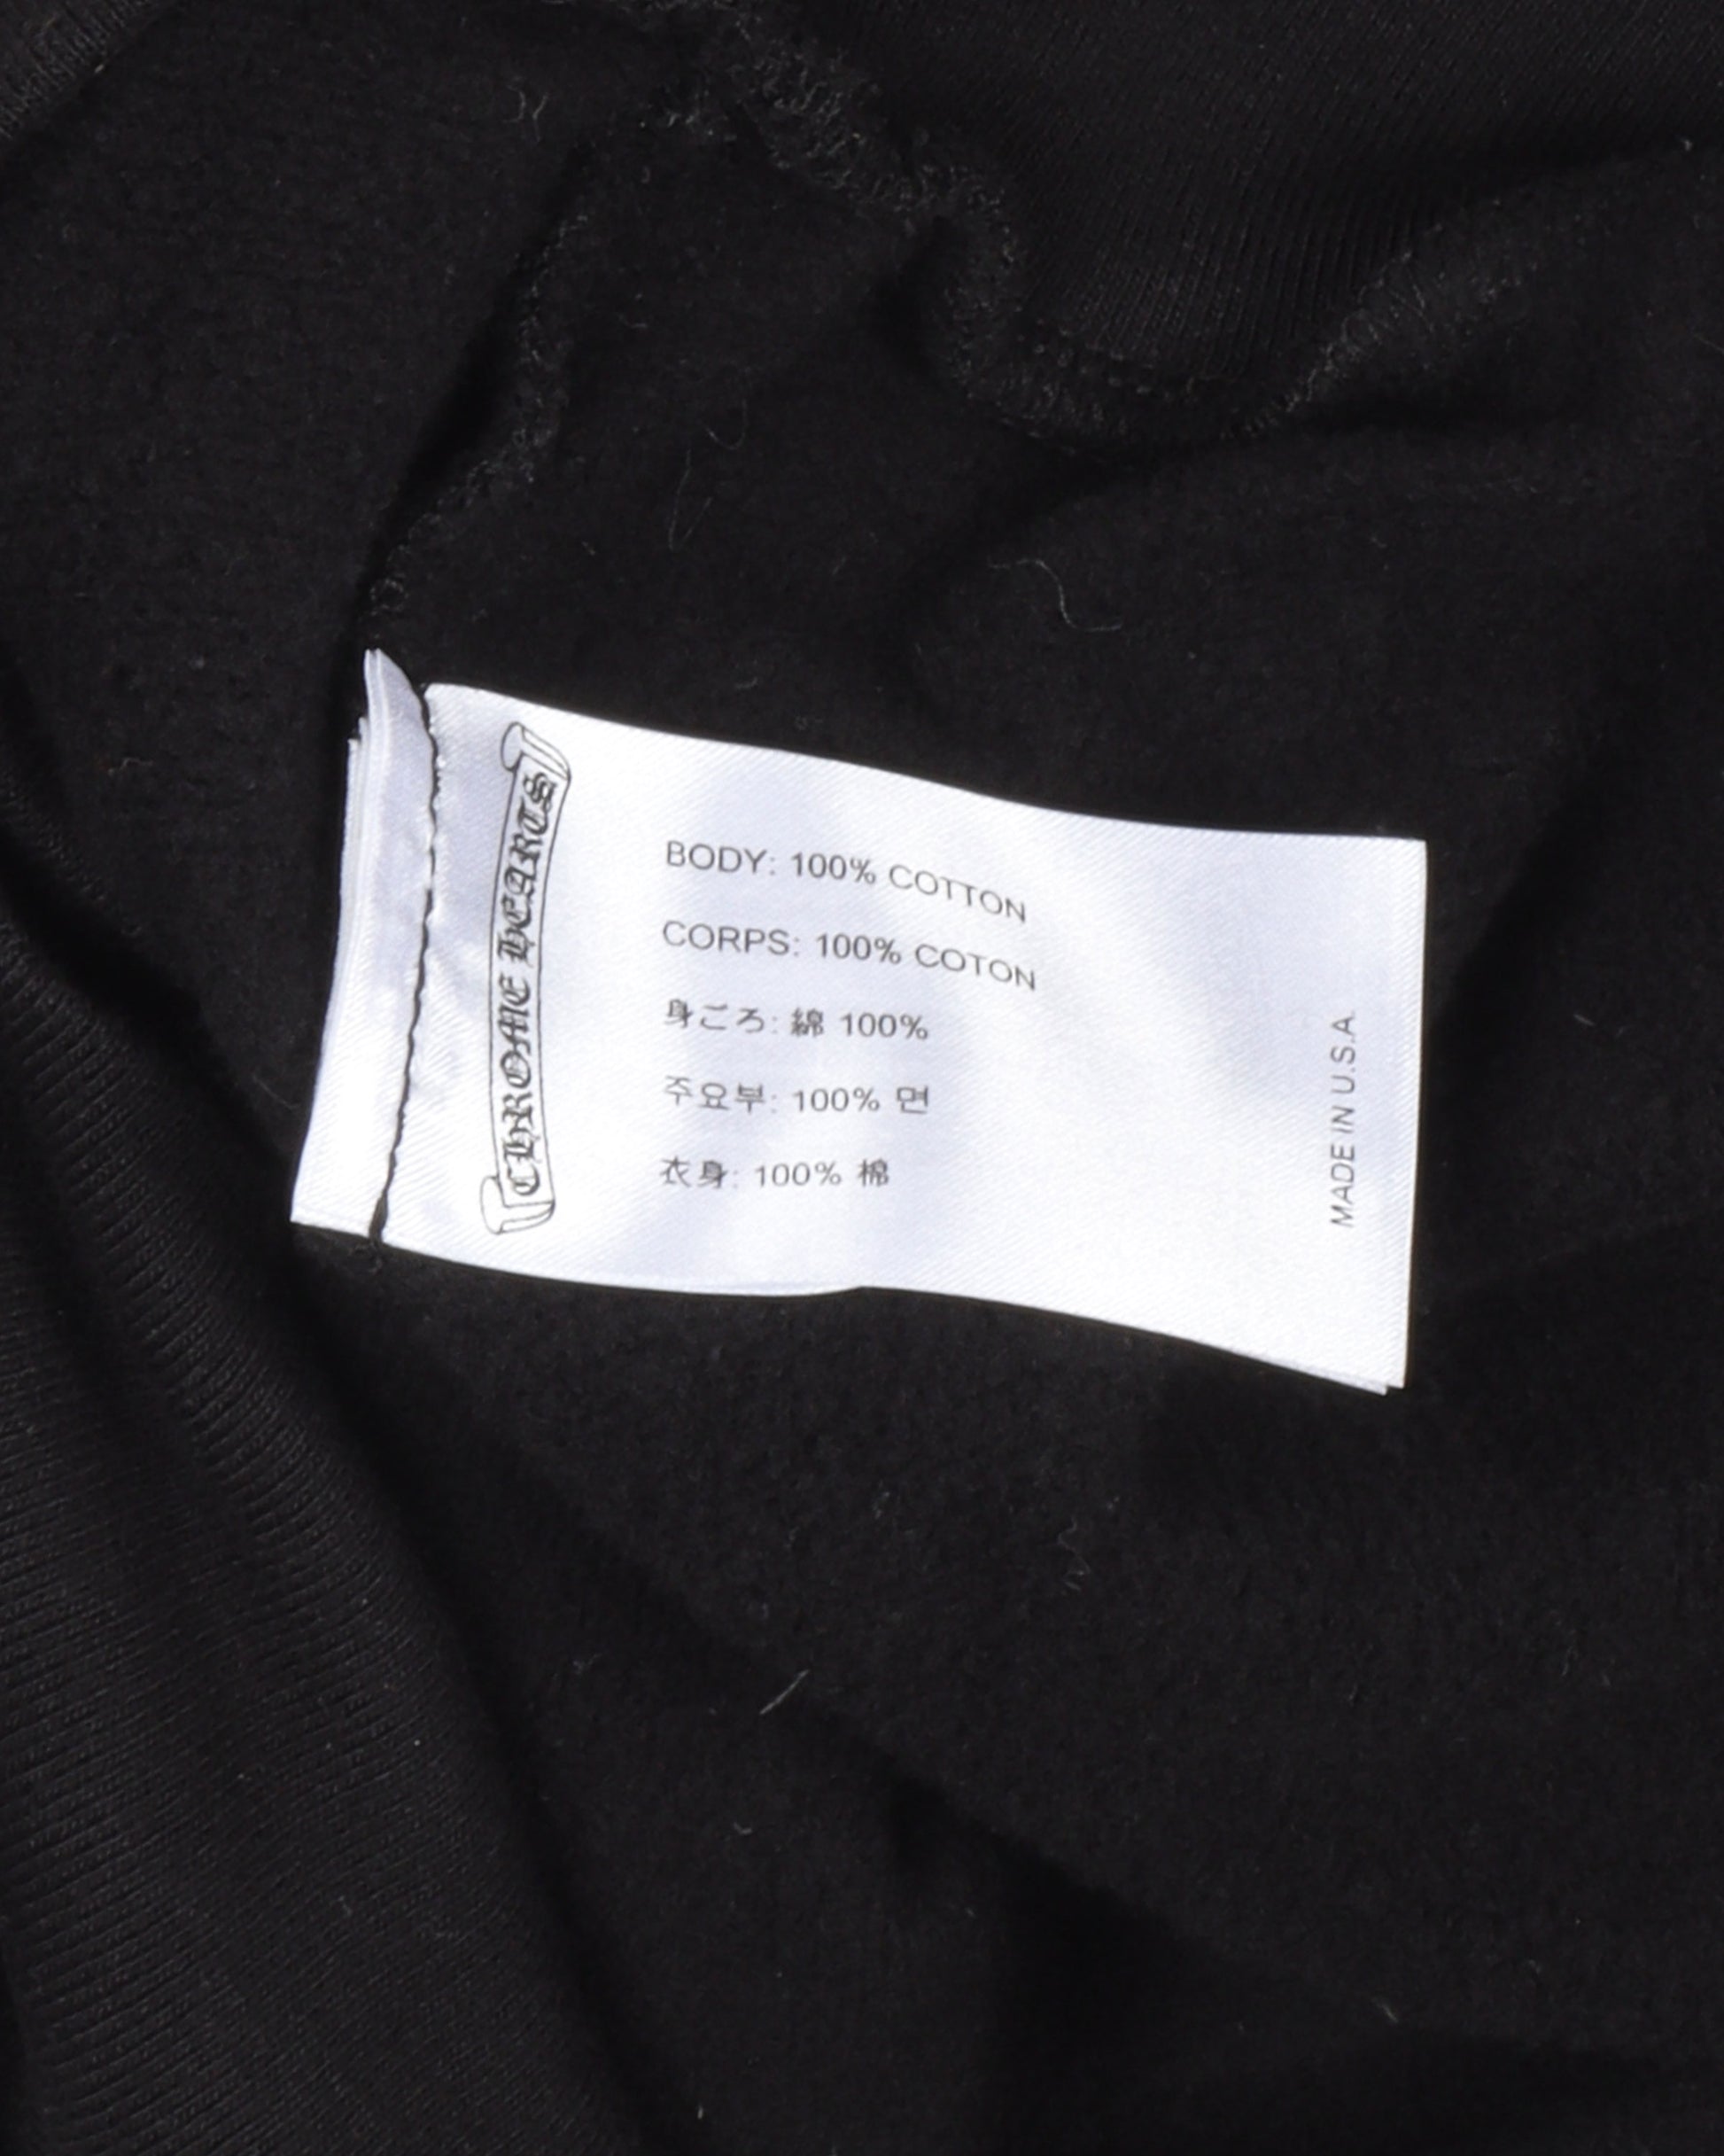 CHROME HEARTS
BODY: 100% COTTON
CORPS: 100% COTON
身ごろ: 綿 100%
주요부: 100% 면
衣身: 100% 棉
MADE IN U.S.A.